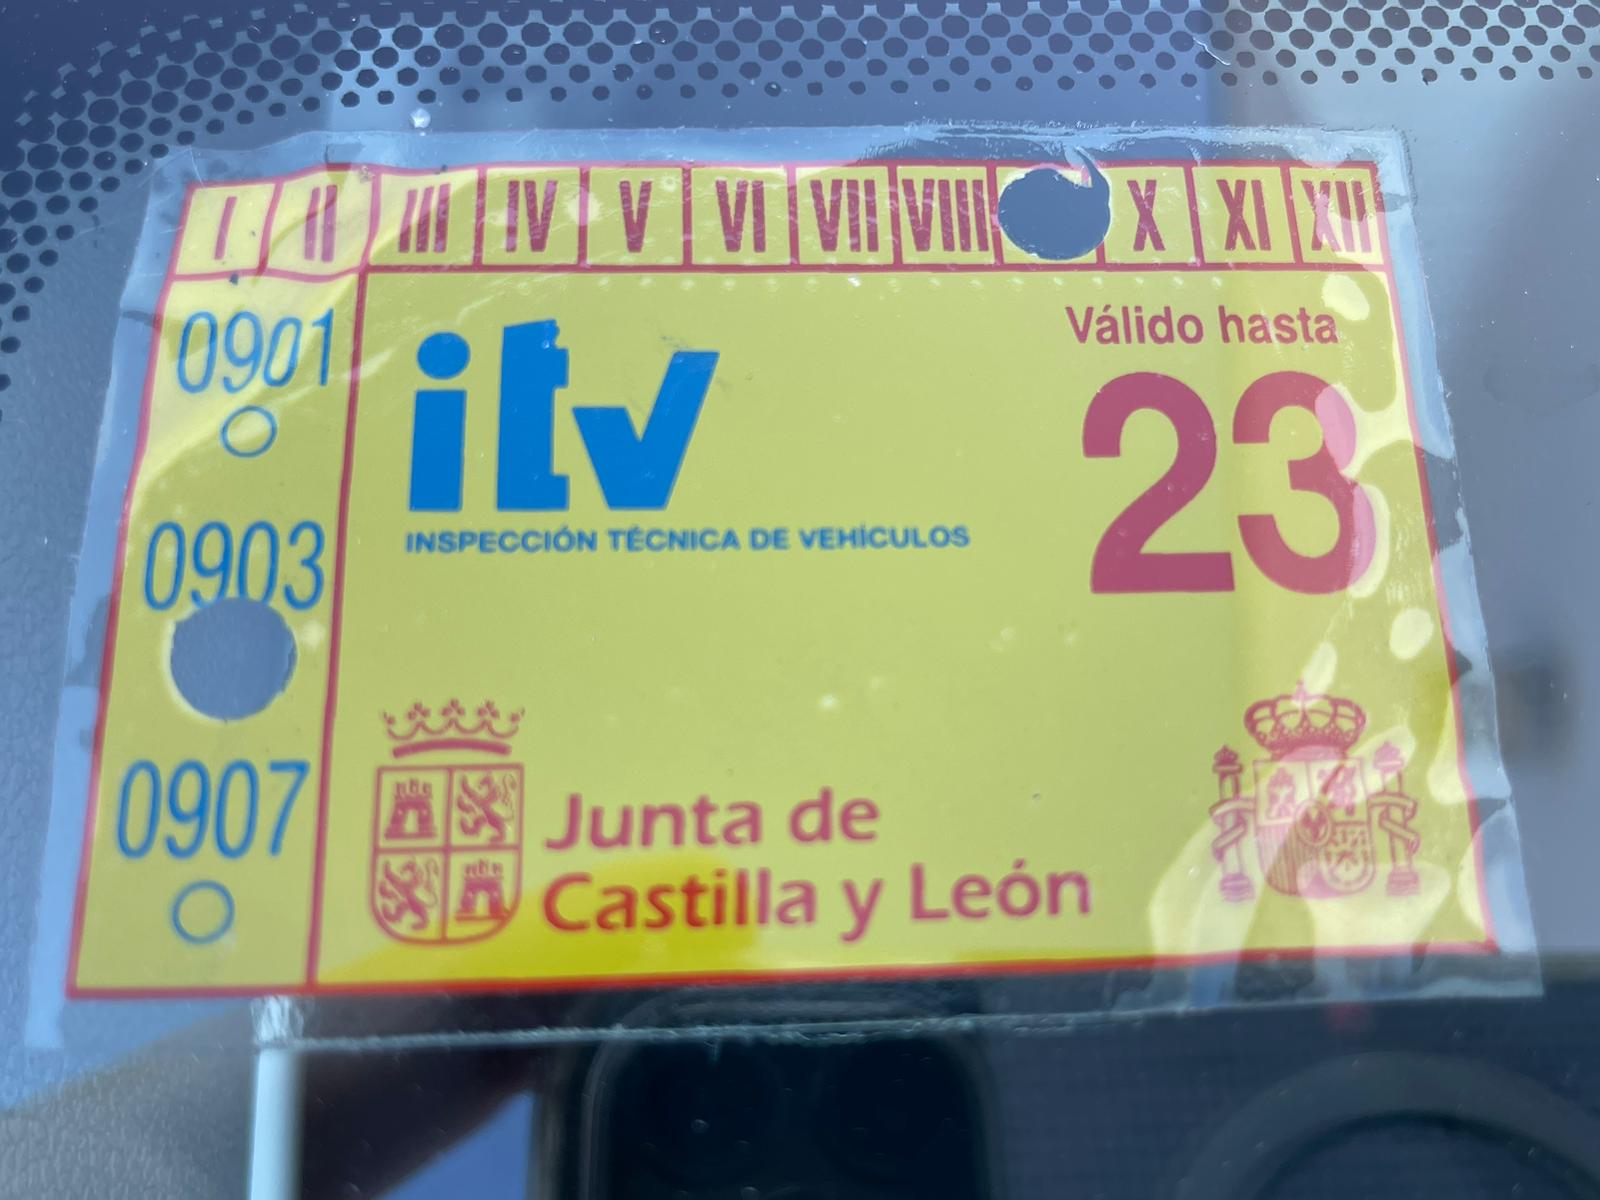 I II III IV V VI VII VIII X XI XII
0901
0903
0907
itv
INSPECCIÓN TÉCNICA DE VEHÍCULOS
Válido hasta
23
Junta de
Castilla y León